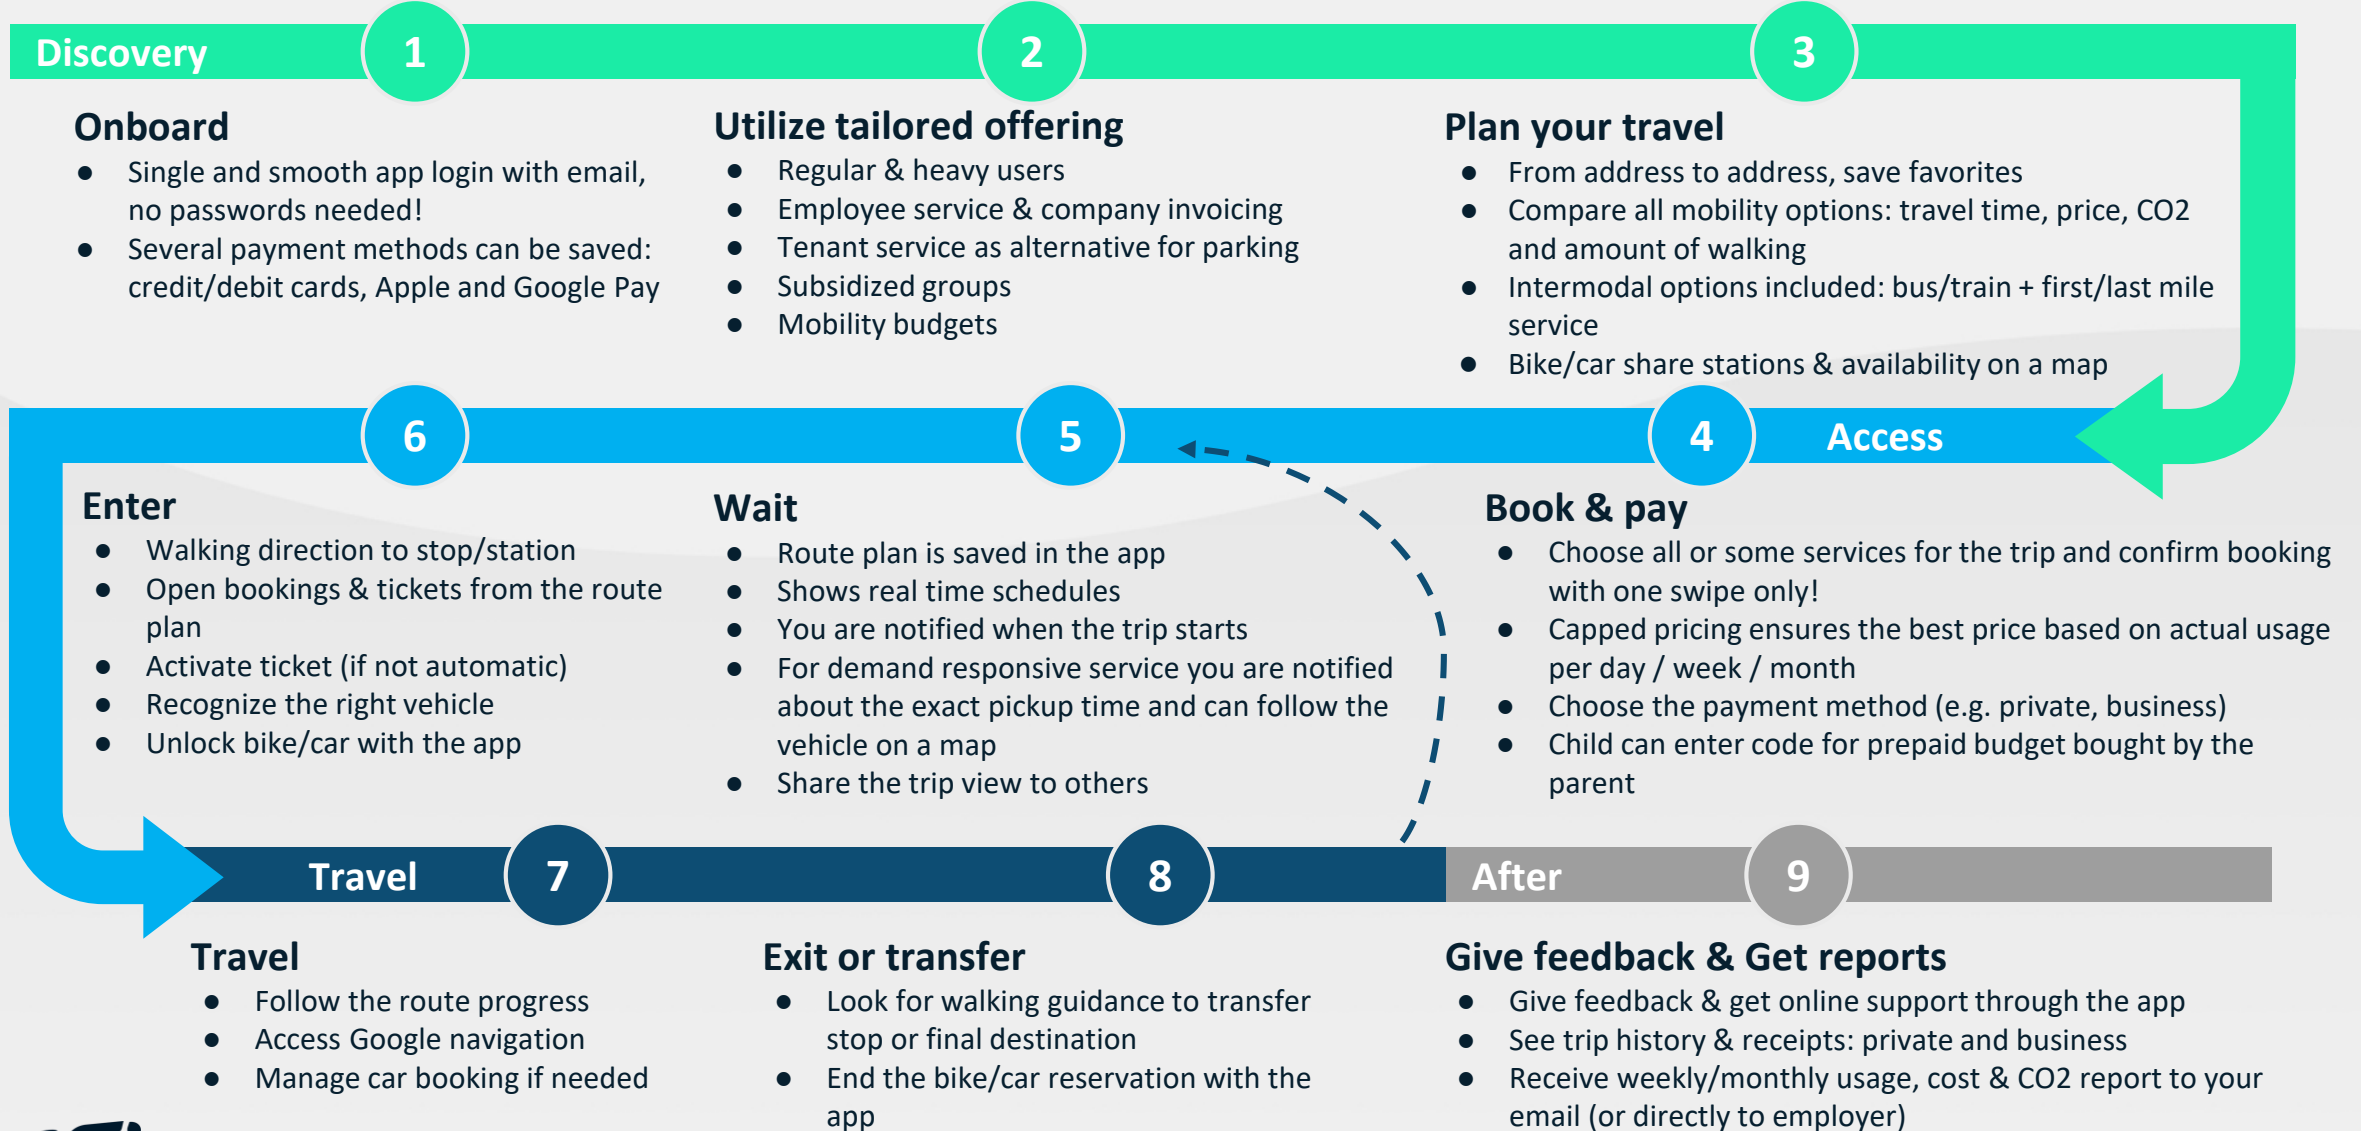 Discovery
1
2
3
Onboard
● Single and smooth app login with email,
no passwords needed!
● Several payment methods can be saved:
credit/debit cards, Apple and Google Pay
Utilize tailored offering
● Regular & heavy users
● Employee service & company invoicing
● Tenant service as alternative for parking
● Subsidized groups
● Mobility budgets
Plan your travel
● From address to address, save favorites
● Compare all mobility options: travel time, price, CO2
and amount of walking
● Intermodal options included: bus/train + first/last mile
service
● Bike/car share stations & availability on a map
Access
4
5
6
Book & pay
● Choose all or some services for the trip and confirm booking
with one swipe only!
● Capped pricing ensures the best price based on actual usage
per day / week / month
● Choose the payment method (e.g. private, business)
● Child can enter code for prepaid budget bought by the
parent
Wait
● Route plan is saved in the app
● Shows real time schedules
● You are notified when the trip starts
● For demand responsive service you are notified
about the exact pickup time and can follow the
vehicle on a map
● Share the trip view to others
Enter
● Walking direction to stop/station
● Open bookings & tickets from the route
plan
● Activate ticket (if not automatic)
● Recognize the right vehicle
● Unlock bike/car with the app
Travel
7
8
After
9
Travel
● Follow the route progress
● Access Google navigation
● Manage car booking if needed
Exit or transfer
● Look for walking guidance to transfer
stop or final destination
● End the bike/car reservation with the
app
Give feedback & Get reports
● Give feedback & get online support through the app
● See trip history & receipts: private and business
● Receive weekly/monthly usage, cost & CO2 report to your
email (or directly to employer)